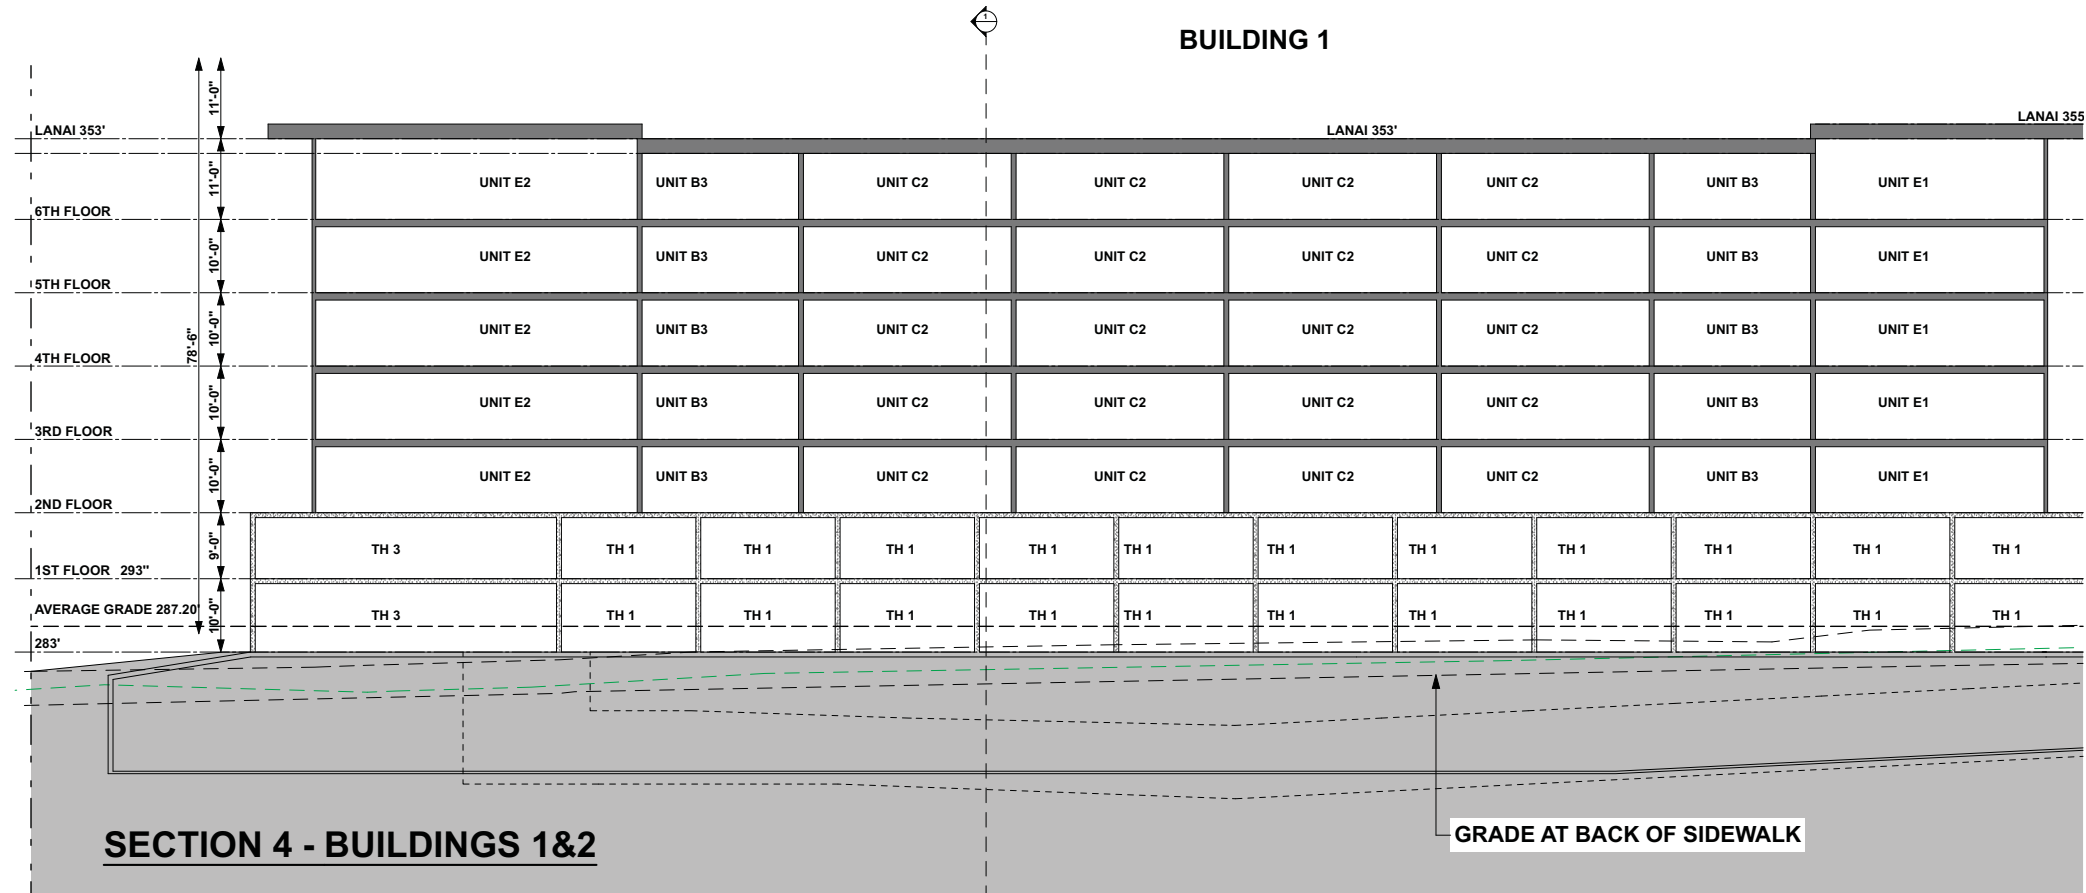 1
BUILDING 1
11'-0"
LANAI 353'
LANAI 353'
LANAI 355
11'-0"
UNIT E2 UNIT B3 UNIT C2 UNIT C2 UNIT C2 UNIT C2 UNIT B3 UNIT E1
6TH FLOOR
10'-0"
UNIT E2 UNIT B3 UNIT C2 UNIT C2 UNIT C2 UNIT C2 UNIT B3 UNIT E1
5TH FLOOR
10'-0"
UNIT E2 UNIT B3 UNIT C2 UNIT C2 UNIT C2 UNIT C2 UNIT B3 UNIT E1
78'-6"
4TH FLOOR
10'-0"
UNIT E2 UNIT B3 UNIT C2 UNIT C2 UNIT C2 UNIT C2 UNIT B3 UNIT E1
3RD FLOOR
10'-0"
UNIT E2 UNIT B3 UNIT C2 UNIT C2 UNIT C2 UNIT C2 UNIT B3 UNIT E1
2ND FLOOR
9'-0"
TH 3 TH 1 TH 1 TH 1 TH 1 TH 1 TH 1 TH 1 TH 1 TH 1 TH 1 TH 1
1ST FLOOR 293"
AVERAGE GRADE 287.20'
10'-0"
TH 3 TH 1 TH 1 TH 1 TH 1 TH 1 TH 1 TH 1 TH 1 TH 1 TH 1 TH 1
283'
GRADE AT BACK OF SIDEWALK
SECTION 4 - BUILDINGS 1&2